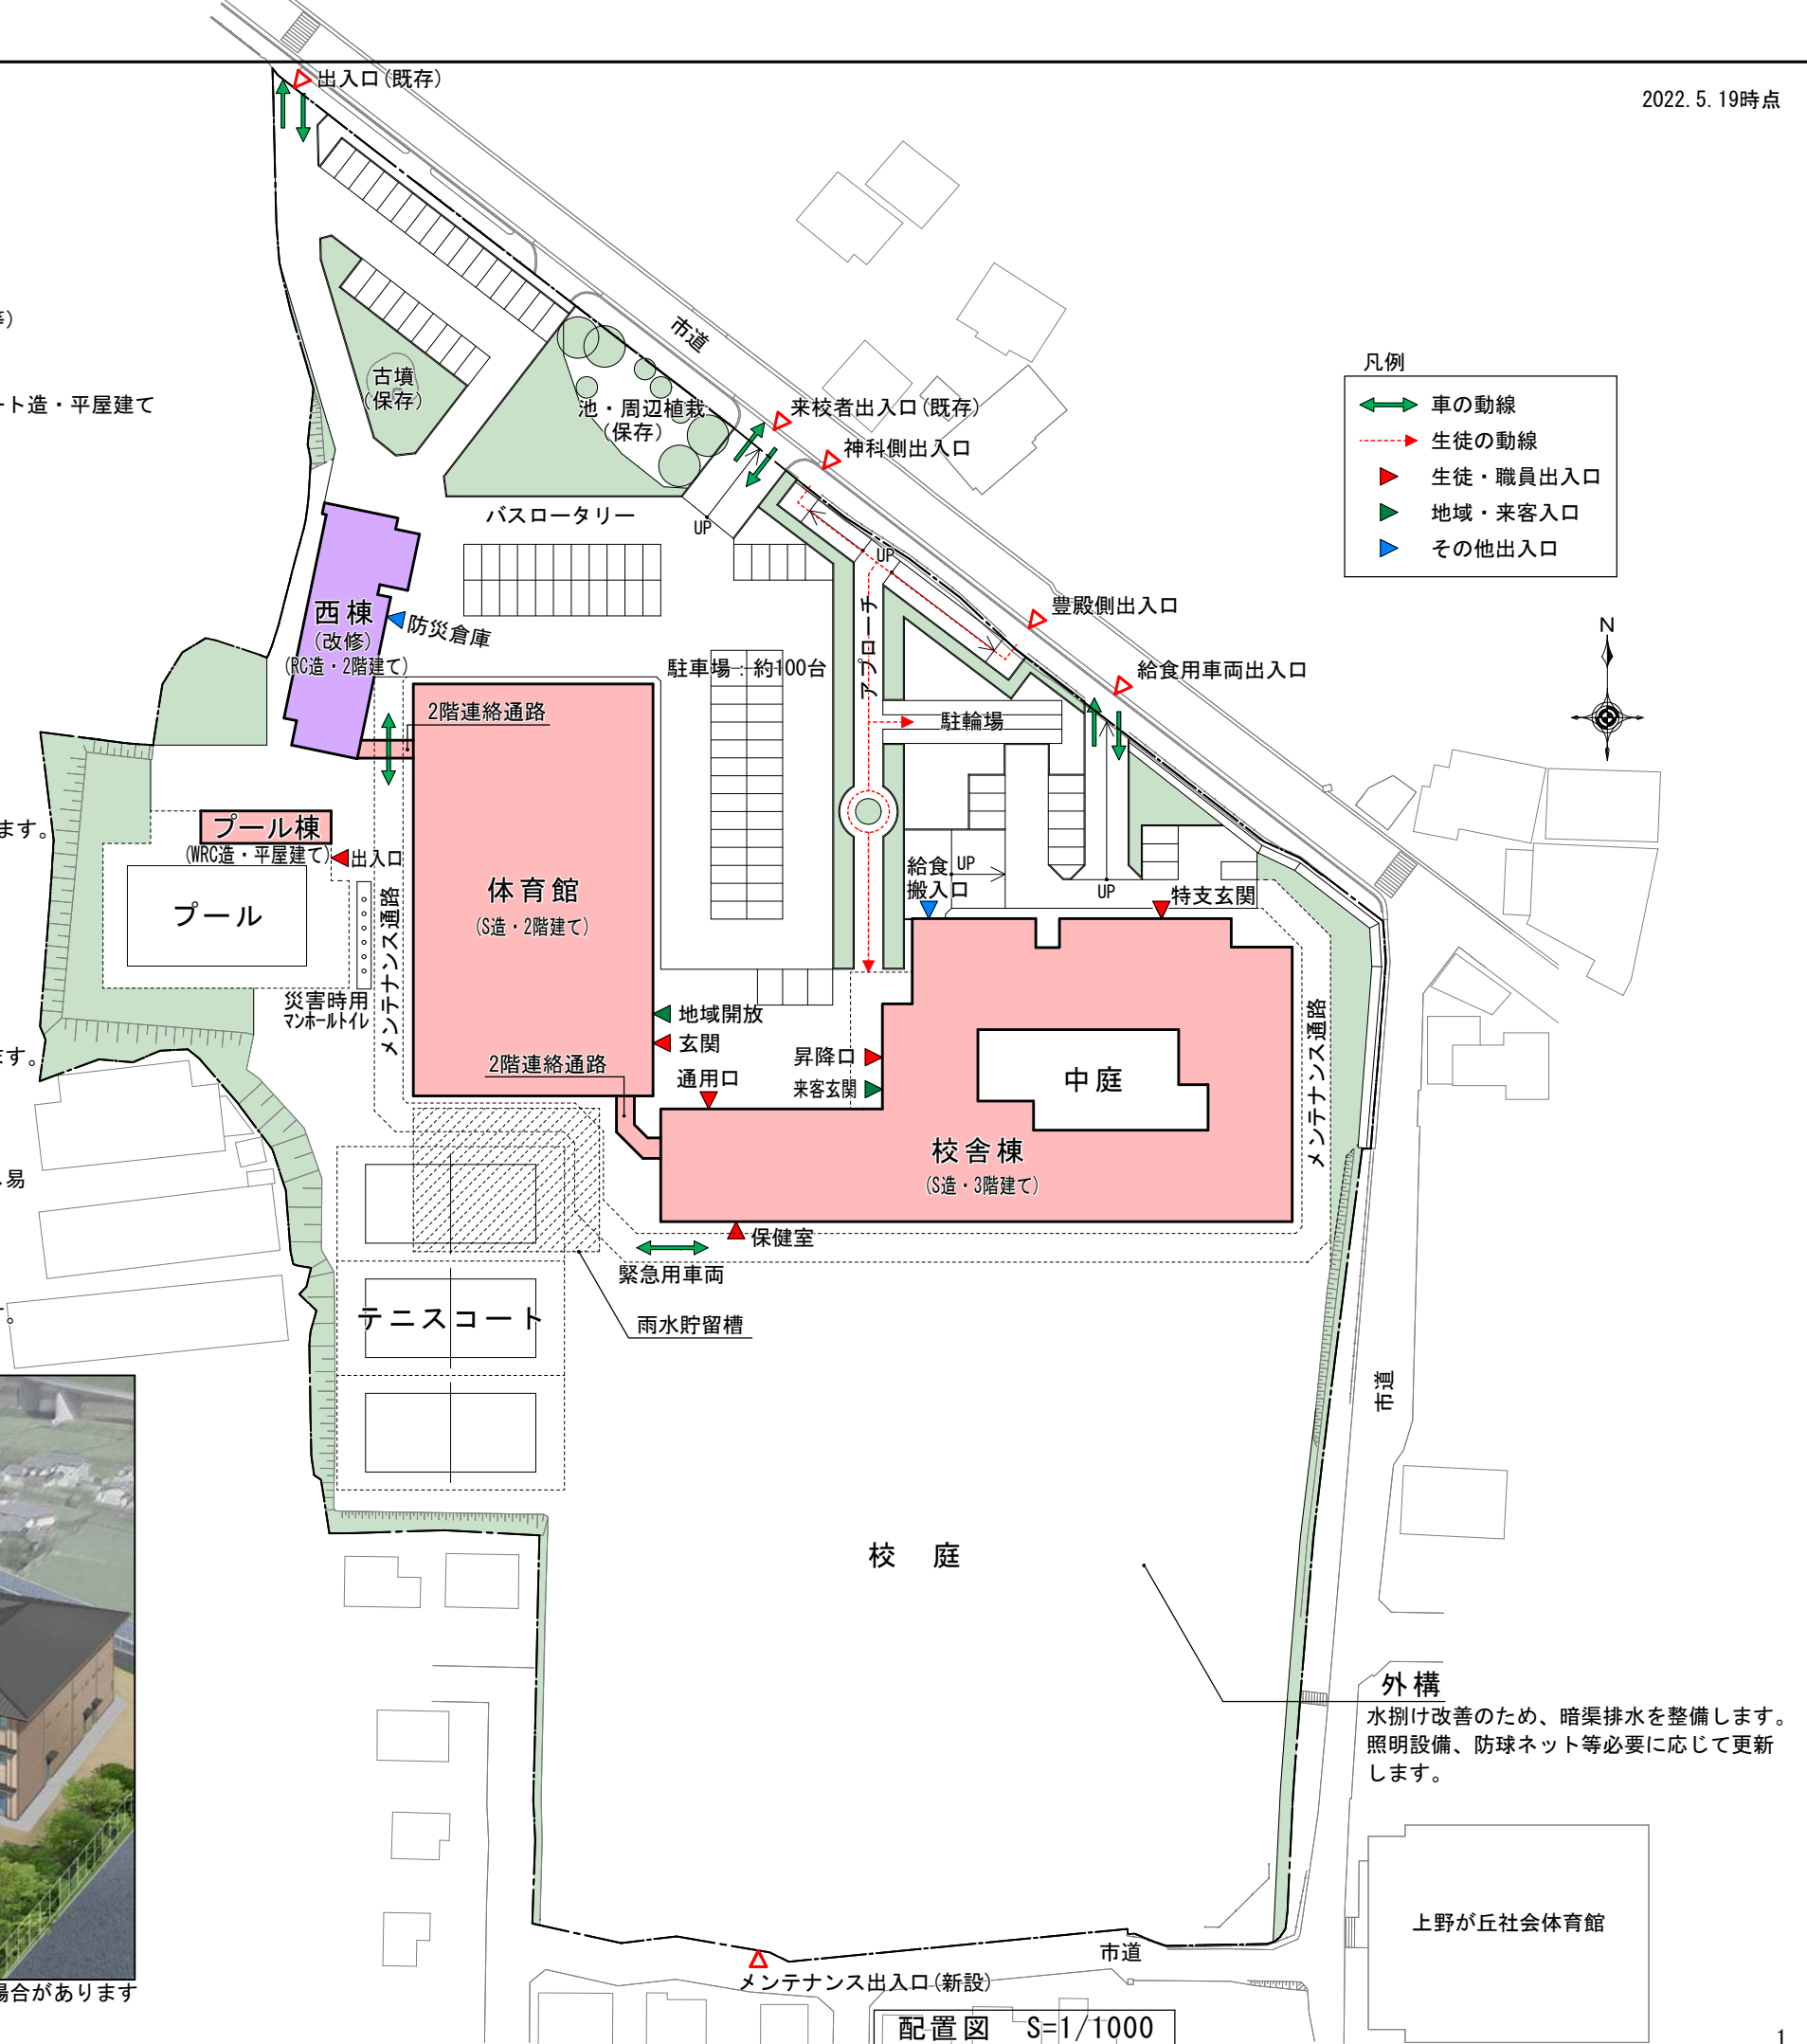 出入口(既存)
2022.5.19時点
等)
市道
凡例
車の動線
生徒の動線
生徒・職員出入口
地域・来客入口
その他出入口
古墳
(保存)
ート造・平屋建て
池・周辺植栽
(保存)
来校者出入口(既存)
神科側出入口
バスロータリー
UP
UP
西棟
(改修)
(RC造・2階建て)
防災倉庫
アプローチ
豊殿側出入口
N
駐車場:約100台
給食用車両出入口
2階連絡通路
駐輪場
ます。
プール棟
(WRC造・平屋建て)
出入口
プール
メンテナンス通路
体育館
(S造・2階建て)
給食
搬入口
UP
UP
特支玄関
災害時用
マンホールトイレ
地域開放
玄関
2階連絡通路
通用口
昇降口
来客玄関
中庭
メンテナンス通路
ます。
校舎棟
(S造・3階建て)
し易
保健室
緊急用車両
テニスコート
雨水貯留槽
す。
市道
校 庭
外構
水捌け改善のため、暗渠排水を整備します。
照明設備、防球ネット等必要に応じて更新
します。
上野が丘社会体育館
市道
メンテナンス出入口(新設)
場合があります
配置図 S=1/1000
1